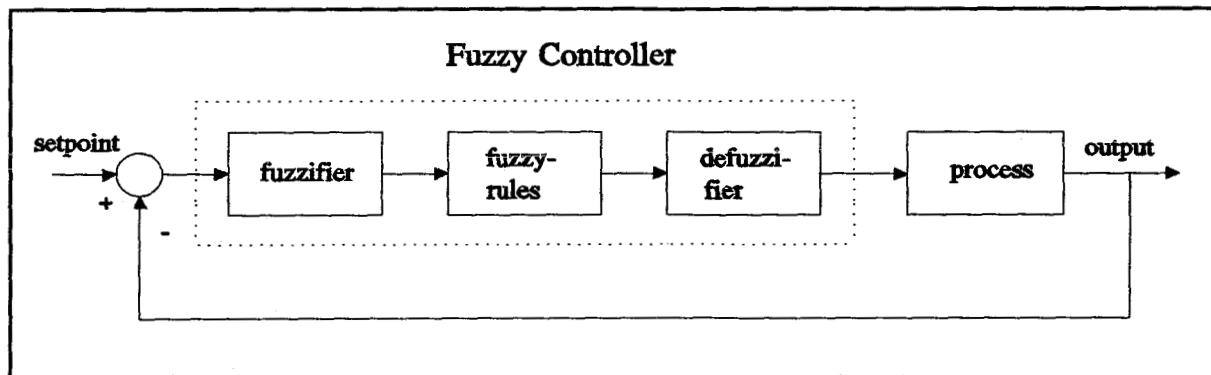 Fuzzy Controller
setpoint
+
-
fuzzifier
fuzzy-
rules
defuzzi-
fier
process
output